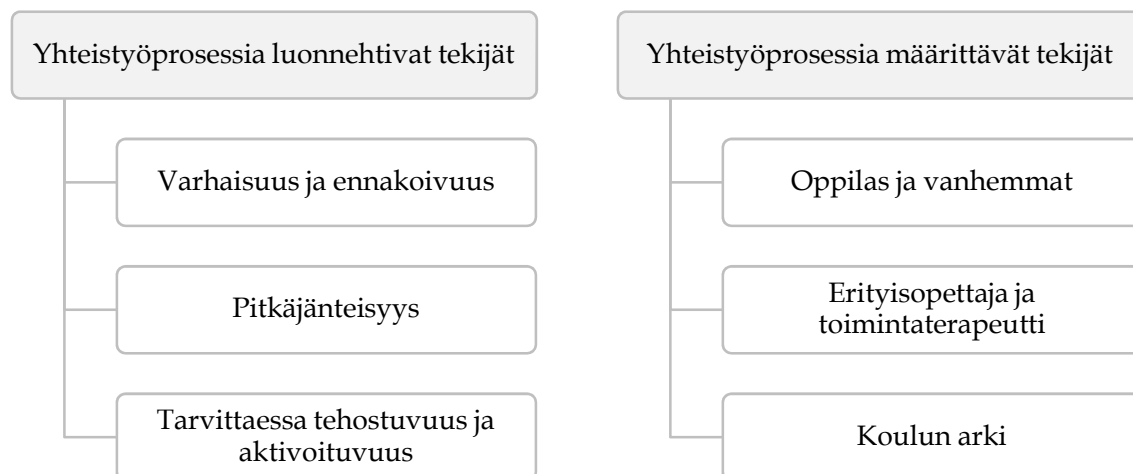 Yhteistyöprosessia luonnehtivat tekijät
Varhaisuus ja ennakoivuus
Pitkäjänteisyys
Tarvittaessa tehostuvuus ja
aktivoituvuus
Yhteistyöprosessia määrittävät tekijät
Oppilas ja vanhemmat
Erityisopettaja ja
toimintaterapeutti
Koulun arki